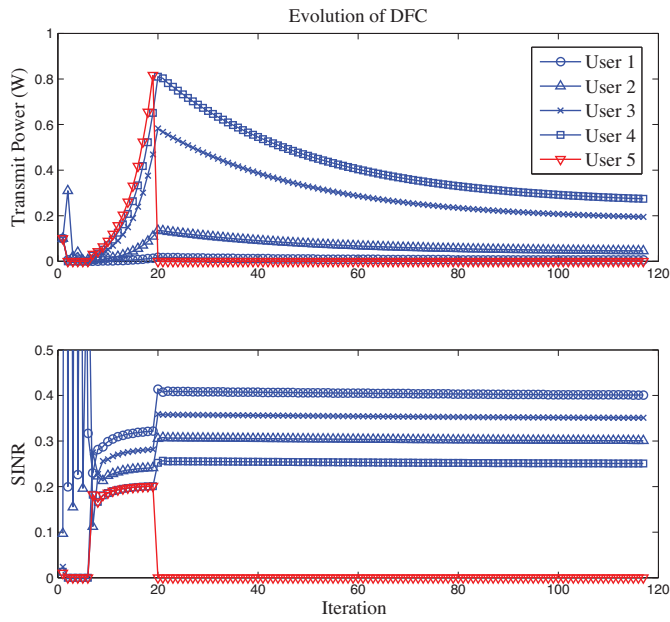 Evolution of DFC
Transmit Power (W)
1
0.8
0.6
0.4
0.2
0
0 20 40 60 80 100 120
User 1
User 2
User 3
User 4
User 5
SINR
0.5
0.4
0.3
0.2
0.1
0
0 20 40 60 80 100 120
Iteration